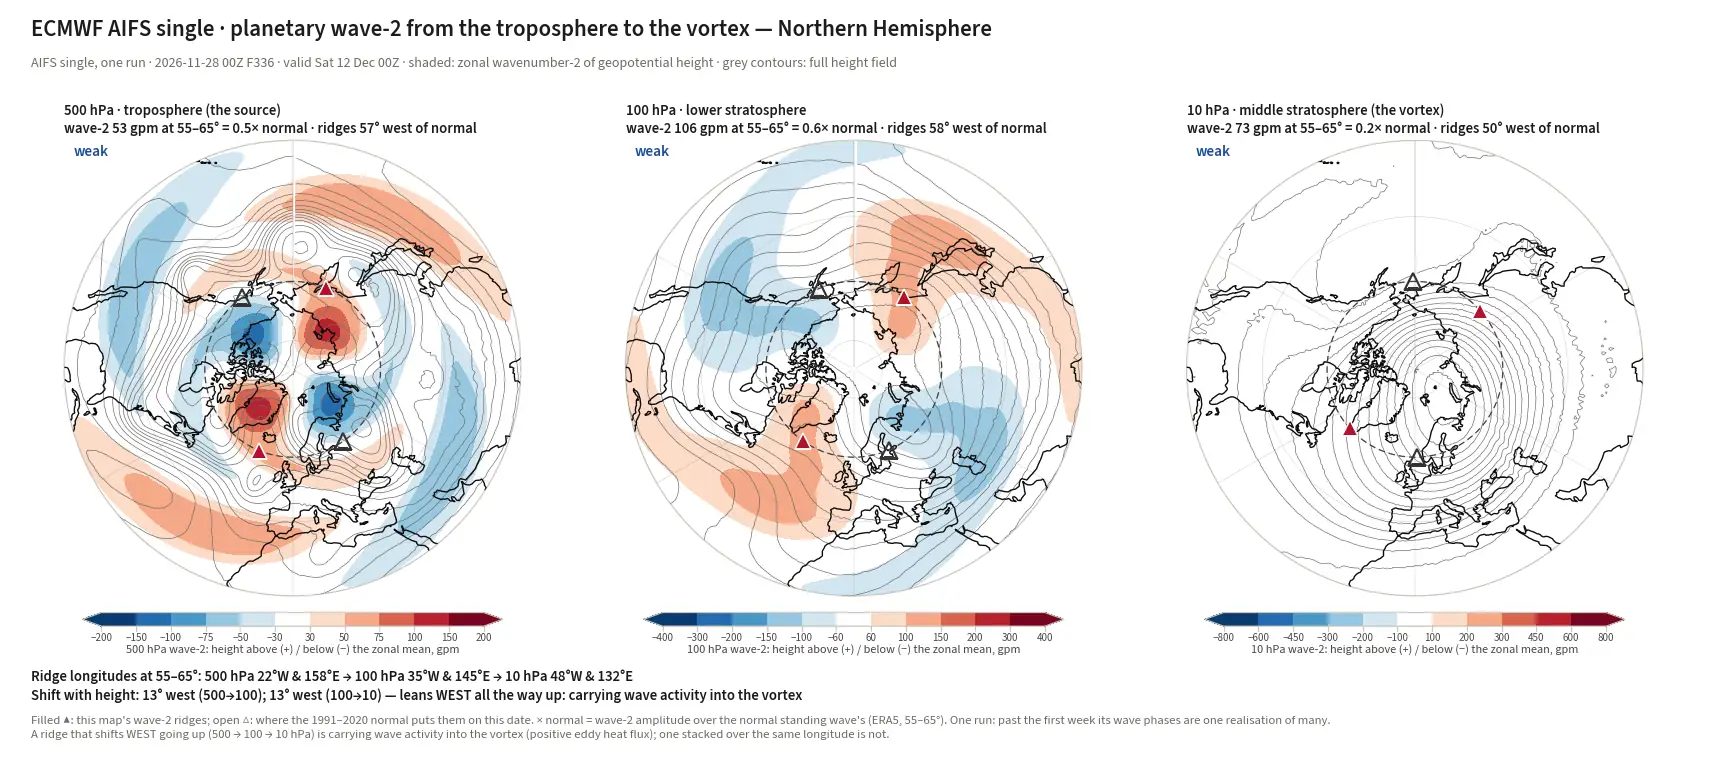 ECMWF AIFS single · planetary wave-2 from the troposphere to the vortex — Northern Hemisphere
AIFS single, one run · 2026-11-28 00Z F336 · valid Sat 12 Dec 00Z · shaded: zonal wavenumber-2 of geopotential height · grey contours: full height field
500 hPa · troposphere (the source)
wave-2 53 gpm at 55–65° = 0.5× normal · ridges 57° west of normal
weak
100 hPa · lower stratosphere
wave-2 106 gpm at 55–65° = 0.6× normal · ridges 58° west of normal
weak
10 hPa · middle stratosphere (the vortex)
wave-2 73 gpm at 55–65° = 0.2× normal · ridges 50° west of normal
weak
−200 −150 −100 −75 −50 −30 30 50 75 100 150 200
500 hPa wave-2: height above (+) / below (−) the zonal mean, gpm
−400 −300 −200 −150 −100 −60 60 100 150 200 300 400
100 hPa wave-2: height above (+) / below (−) the zonal mean, gpm
−800 −600 −450 −300 −200 −100 100 200 300 450 600 800
10 hPa wave-2: height above (+) / below (−) the zonal mean, gpm
Ridge longitudes at 55–65°: 500 hPa 22°W & 158°E → 100 hPa 35°W & 145°E → 10 hPa 48°W & 132°E
Shift with height: 13° west (500→100); 13° west (100→10) — leans WEST all the way up: carrying wave activity into the vortex
Filled ▲: this map's wave-2 ridges; open △: where the 1991–2020 normal puts them on this date. × normal = wave-2 amplitude over the normal standing wave's (ERA5, 55–65°). One run: past the first week its wave phases are one realisation of many.
A ridge that shifts WEST going up (500 → 100 → 10 hPa) is carrying wave activity into the vortex (positive eddy heat flux); one stacked over the same longitude is not.